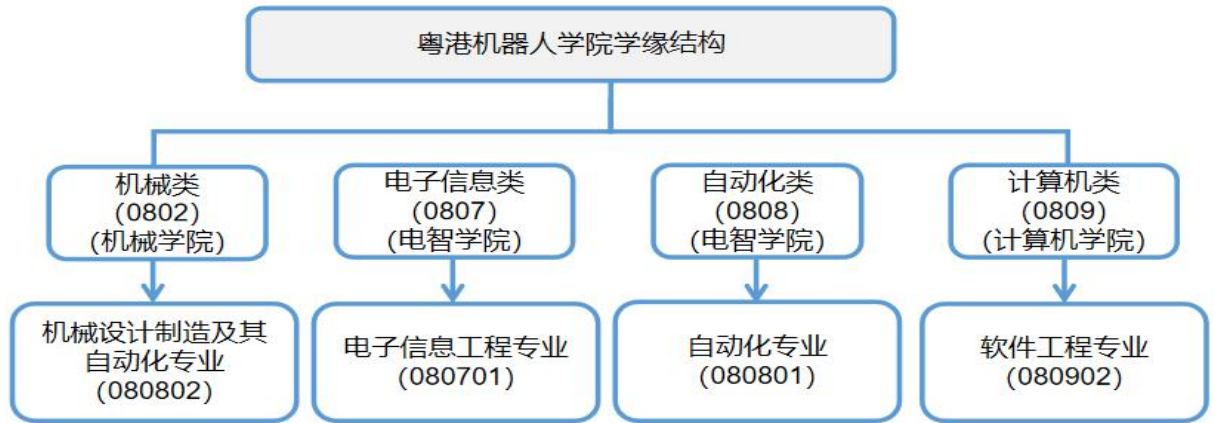 粤港机器人学院学缘结构
机械类
(0802)
(机械学院)
电子信息类
(0807)
(电智学院)
自动化类
(0808)
(电智学院)
计算机类
(0809)
(计算机学院)
机械设计制造及其
自动化专业
(080802)
电子信息工程专业
(080701)
自动化专业
(080801)
软件工程专业
(080902)